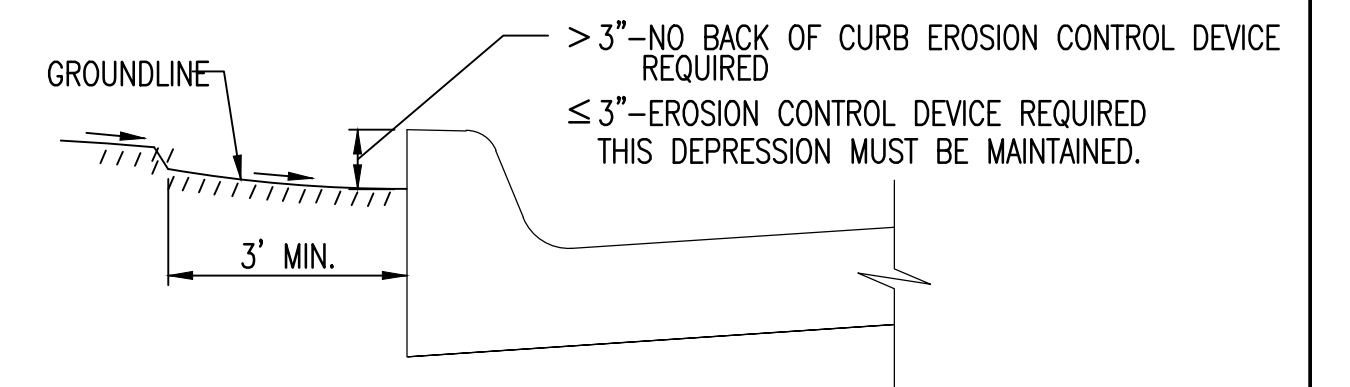 > 3"-NO BACK OF CURB EROSION CONTROL DEVICE
REQUIRED
GROUNDLINE
≤ 3"-EROSION CONTROL DEVICE REQUIRED
THIS DEPRESSION MUST BE MAINTAINED.
3' MIN.